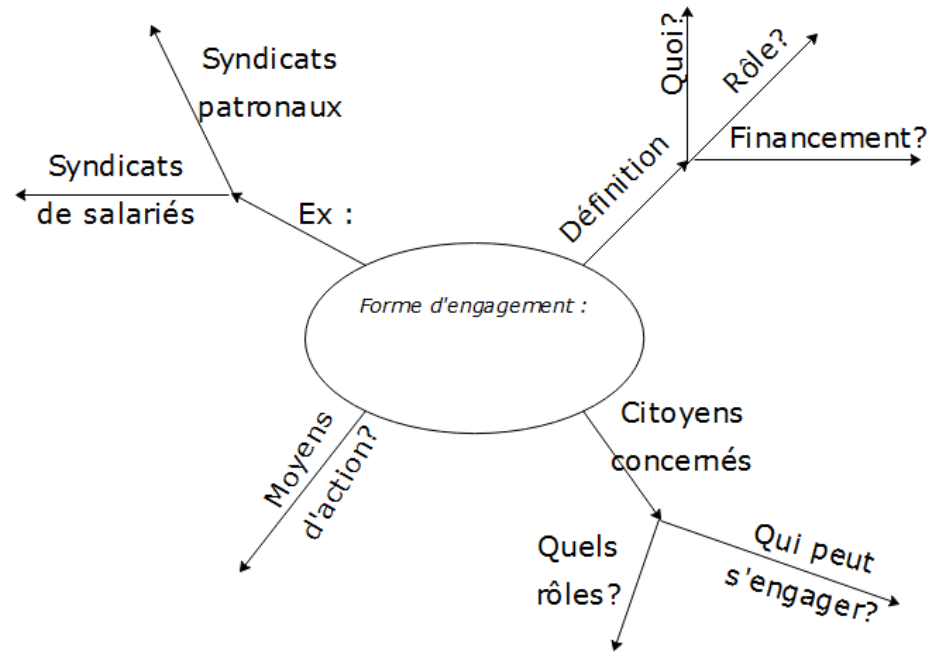 Syndicats
patronaux
Syndicats
de salariés
Ex :
Quoi?
Rôle?
Financement?
Définition
Forme d'engagement :
Moyens
d'action?
Citoyens
concernés
Quels
rôles?
Qui peut
s'engager?